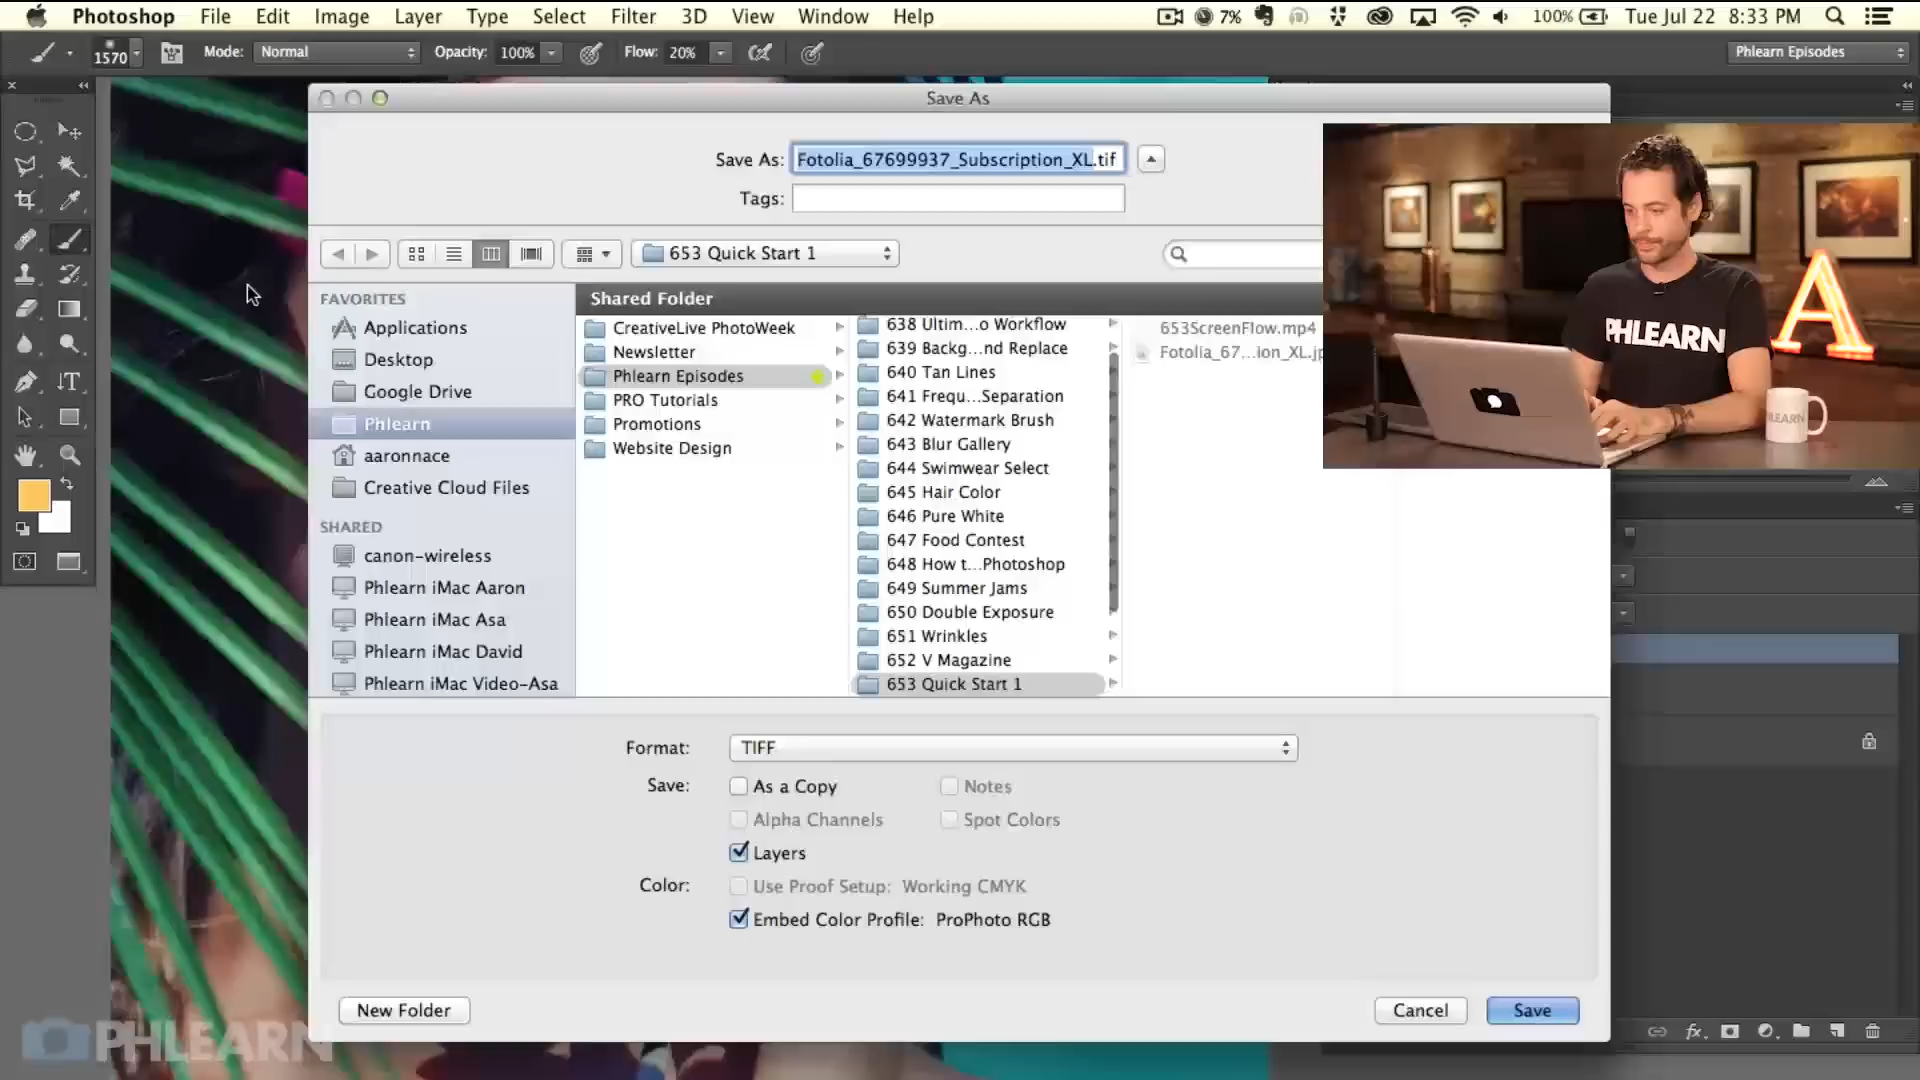 Photoshop File Edit Image Layer Type Select Filter 3D View Window Help 7% 100% Tue Jul 22 8:33 PM
1570 Mode: Normal Opacity: 100% Flow: 20% Phlearn Episodes
Save As
Save As: Fotolia_67699937_Subscription_XL.tif
Tags:
653 Quick Start 1
FAVORITES
Applications
Desktop
Google Drive
Phlearn
aaronnace
Creative Cloud Files
SHARED
canon-wireless
Phlearn iMac Aaron
Phlearn iMac Asa
Phlearn iMac David
Phlearn iMac Video-Asa
Shared Folder
CreativeLive PhotoWeek
Newsletter
Phlearn Episodes
PRO Tutorials
Promotions
Website Design
638 Ultim...o Workflow
639 Backg...nd Replace
640 Tan Lines
641 Frequ...Separation
642 Watermark Brush
643 Blur Gallery
644 Swimwear Select
645 Hair Color
646 Pure White
647 Food Contest
648 How t...Photoshop
649 Summer Jams
650 Double Exposure
651 Wrinkles
652 V Magazine
653 Quick Start 1
653ScreenFlow.mp4
Fotolia_67...ion_XL.jp
PHLEARN
A
PHLEARN
Format: TIFF
Save: As a Copy Notes
Alpha Channels Spot Colors
Layers
Color: Use Proof Setup: Working CMYK
Embed Color Profile: ProPhoto RGB
New Folder Cancel Save
PHLEARN
fx